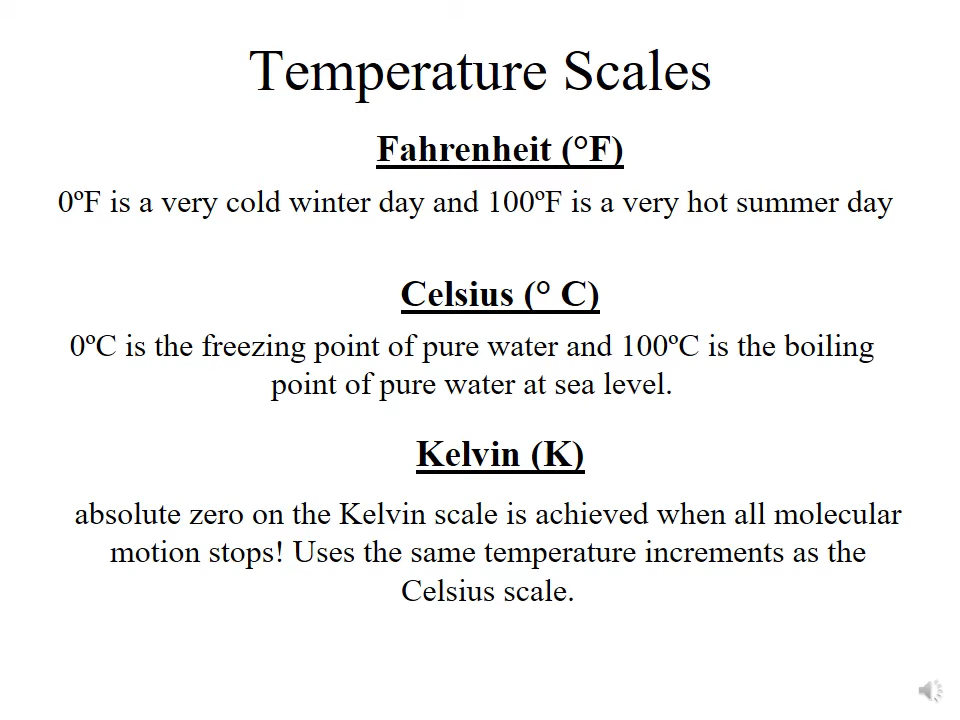 Temperature Scales
Fahrenheit (°F)
0ºF is a very cold winter day and 100ºF is a very hot summer day
Celsius (° C)
0ºC is the freezing point of pure water and 100ºC is the boiling
point of pure water at sea level.
Kelvin (K)
absolute zero on the Kelvin scale is achieved when all molecular
motion stops! Uses the same temperature increments as the
Celsius scale.